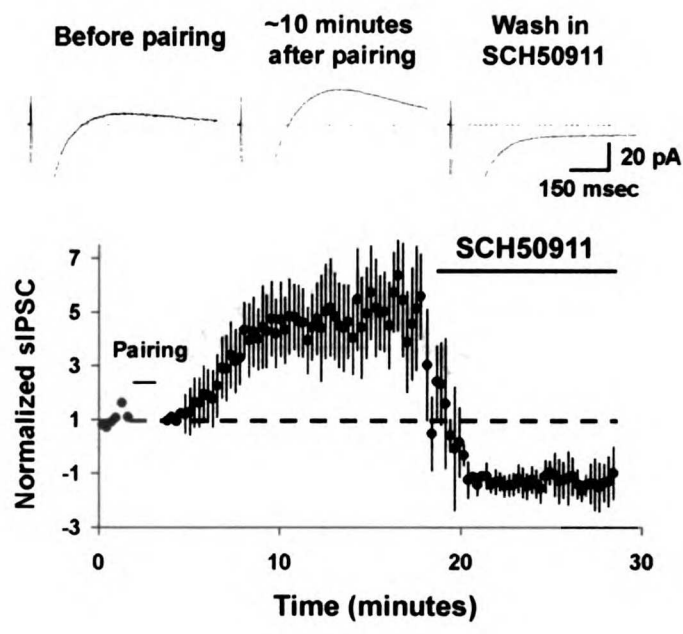 Before pairing
~10 minutes
after pairing
Wash in
SCH50911
20 pA
150 msec
SCH50911
Pairing
Normalized sIPSC
7
5
3
1
-1
-3
0
10
20
30
Time (minutes)